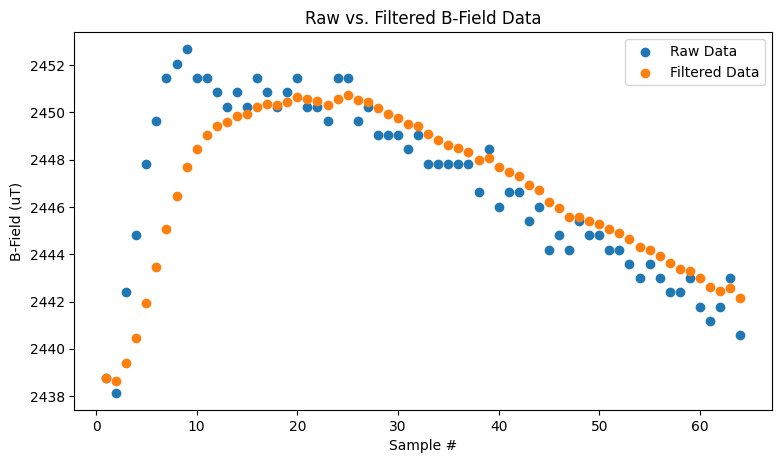 Raw vs. Filtered B-Field Data
Raw Data
Filtered Data
B-Field (uT)
2452
2450
2448
2446
2444
2442
2440
2438
0 10 20 30 40 50 60
Sample #